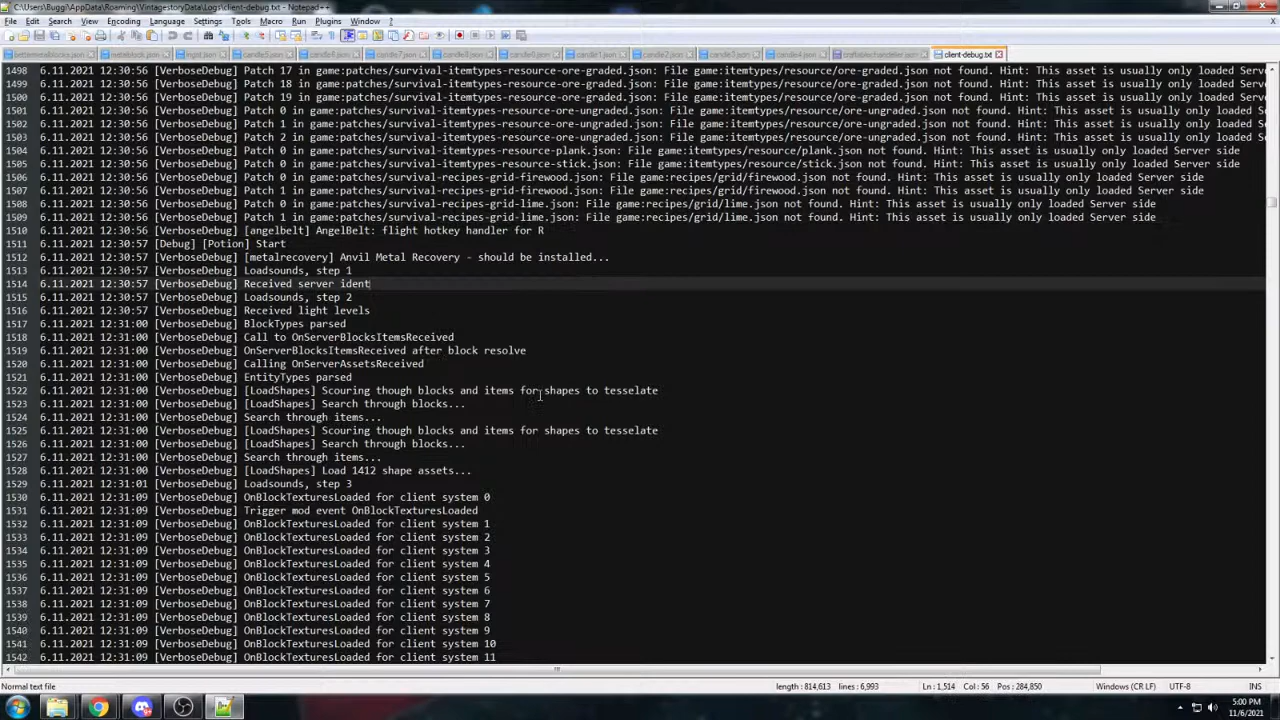 C:\Users\Buggi\AppData\Roaming\VintagestoryData\Logs\client-debug.txt - Notepad++
File Edit Search View Encoding Language Settings Tools Macro Run Plugins Window ?
candle5.json candle6.json candle7.json candle8.json candle1.json candle2.json candle3.json candle4.json client-debug.txt
1498 6.11.2021 12:30:56 [VerboseDebug] Patch 17 in game:patches/survival-itemtypes-resource-ore-graded.json: File game:itemtypes/resource/ore-graded.json not found. Hint: This asset is usually only loaded Serve
1499 6.11.2021 12:30:56 [VerboseDebug] Patch 18 in game:patches/survival-itemtypes-resource-ore-graded.json: File game:itemtypes/resource/ore-graded.json not found. Hint: This asset is usually only loaded Serve
1500 6.11.2021 12:30:56 [VerboseDebug] Patch 19 in game:patches/survival-itemtypes-resource-ore-graded.json: File game:itemtypes/resource/ore-graded.json not found. Hint: This asset is usually only loaded Serve
1501 6.11.2021 12:30:56 [VerboseDebug] Patch 0 in game:patches/survival-itemtypes-resource-ore-ungraded.json: File game:itemtypes/resource/ore-ungraded.json not found. Hint: This asset is usually only loaded Ser
1502 6.11.2021 12:30:56 [VerboseDebug] Patch 1 in game:patches/survival-itemtypes-resource-ore-ungraded.json: File game:itemtypes/resource/ore-ungraded.json not found. Hint: This asset is usually only loaded Ser
1503 6.11.2021 12:30:56 [VerboseDebug] Patch 2 in game:patches/survival-itemtypes-resource-ore-ungraded.json: File game:itemtypes/resource/ore-ungraded.json not found. Hint: This asset is usually only loaded Ser
1504 6.11.2021 12:30:56 [VerboseDebug] Patch 0 in game:patches/survival-itemtypes-resource-plank.json: File game:itemtypes/resource/plank.json not found. Hint: This asset is usually only loaded Server side
1505 6.11.2021 12:30:56 [VerboseDebug] Patch 0 in game:patches/survival-itemtypes-resource-stick.json: File game:itemtypes/resource/stick.json not found. Hint: This asset is usually only loaded Server side
1506 6.11.2021 12:30:56 [VerboseDebug] Patch 0 in game:patches/survival-recipes-grid-firewood.json: File game:recipes/grid/firewood.json not found. Hint: This asset is usually only loaded Server side
1507 6.11.2021 12:30:56 [VerboseDebug] Patch 1 in game:patches/survival-recipes-grid-firewood.json: File game:recipes/grid/firewood.json not found. Hint: This asset is usually only loaded Server side
1508 6.11.2021 12:30:56 [VerboseDebug] Patch 0 in game:patches/survival-recipes-grid-lime.json: File game:recipes/grid/lime.json not found. Hint: This asset is usually only loaded Server side
1509 6.11.2021 12:30:56 [VerboseDebug] Patch 1 in game:patches/survival-recipes-grid-lime.json: File game:recipes/grid/lime.json not found. Hint: This asset is usually only loaded Server side
1510 6.11.2021 12:30:56 [VerboseDebug] [angelbelt] AngelBelt: flight hotkey handler for R
1511 6.11.2021 12:30:57 [Debug] [Potion] Start
1512 6.11.2021 12:30:57 [VerboseDebug] [metalrecovery] Anvil Metal Recovery - should be installed...
1513 6.11.2021 12:30:57 [VerboseDebug] Loadsounds, step 1
1514 6.11.2021 12:30:57 [VerboseDebug] Received server ident
1515 6.11.2021 12:30:57 [VerboseDebug] Loadsounds, step 2
1516 6.11.2021 12:30:57 [VerboseDebug] Received light levels
1517 6.11.2021 12:31:00 [VerboseDebug] BlockTypes parsed
1518 6.11.2021 12:31:00 [VerboseDebug] Call to OnServerBlocksItemsReceived
1519 6.11.2021 12:31:00 [VerboseDebug] OnServerBlocksItemsReceived after block resolve
1520 6.11.2021 12:31:00 [VerboseDebug] Calling OnServerAssetsReceived
1521 6.11.2021 12:31:00 [VerboseDebug] EntityTypes parsed
1522 6.11.2021 12:31:00 [VerboseDebug] [LoadShapes] Scouring though blocks and items for shapes to tesselate
1523 6.11.2021 12:31:00 [VerboseDebug] [LoadShapes] Search through blocks...
1524 6.11.2021 12:31:00 [VerboseDebug] Search through items...
1525 6.11.2021 12:31:00 [VerboseDebug] [LoadShapes] Scouring though blocks and items for shapes to tesselate
1526 6.11.2021 12:31:00 [VerboseDebug] [LoadShapes] Search through blocks...
1527 6.11.2021 12:31:00 [VerboseDebug] Search through items...
1528 6.11.2021 12:31:00 [VerboseDebug] [LoadShapes] Load 1412 shape assets...
1529 6.11.2021 12:31:01 [VerboseDebug] Loadsounds, step 3
1530 6.11.2021 12:31:09 [VerboseDebug] OnBlockTexturesLoaded for client system 0
1531 6.11.2021 12:31:09 [VerboseDebug] Trigger mod event OnBlockTexturesLoaded
1532 6.11.2021 12:31:09 [VerboseDebug] OnBlockTexturesLoaded for client system 1
1533 6.11.2021 12:31:09 [VerboseDebug] OnBlockTexturesLoaded for client system 2
1534 6.11.2021 12:31:09 [VerboseDebug] OnBlockTexturesLoaded for client system 3
1535 6.11.2021 12:31:09 [VerboseDebug] OnBlockTexturesLoaded for client system 4
1536 6.11.2021 12:31:09 [VerboseDebug] OnBlockTexturesLoaded for client system 5
1537 6.11.2021 12:31:09 [VerboseDebug] OnBlockTexturesLoaded for client system 6
1538 6.11.2021 12:31:09 [VerboseDebug] OnBlockTexturesLoaded for client system 7
1539 6.11.2021 12:31:09 [VerboseDebug] OnBlockTexturesLoaded for client system 8
1540 6.11.2021 12:31:09 [VerboseDebug] OnBlockTexturesLoaded for client system 9
1541 6.11.2021 12:31:09 [VerboseDebug] OnBlockTexturesLoaded for client system 10
1542 6.11.2021 12:31:09 [VerboseDebug] OnBlockTexturesLoaded for client system 11
Normal text file length : 814,613 lines : 6,993 Ln : 1,514 Col : 56 Pos : 284,850 Windows (CR LF) UTF-8 INS
5:00 PM
11/6/2021